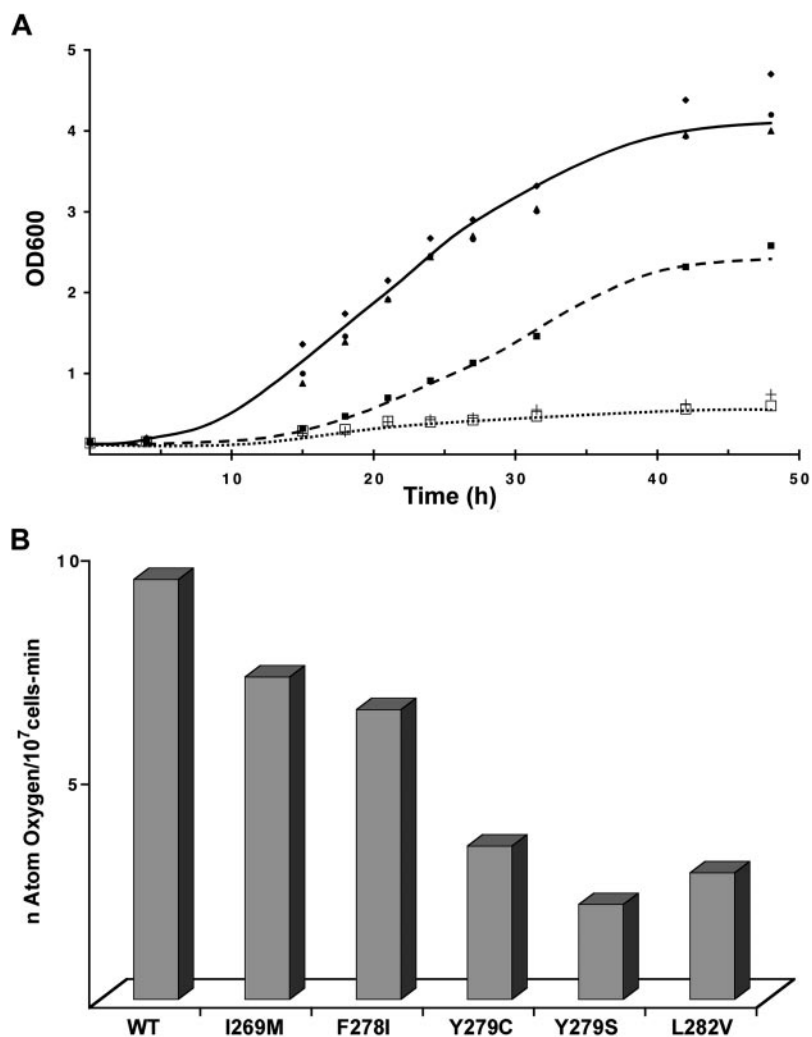 A
5
4
3
2
1
OD600
10 20 30 40 50
Time (h)
B
10
5
n Atom Oxygen/10⁷cells-min
WT I269M F278I Y279C Y279S L282V